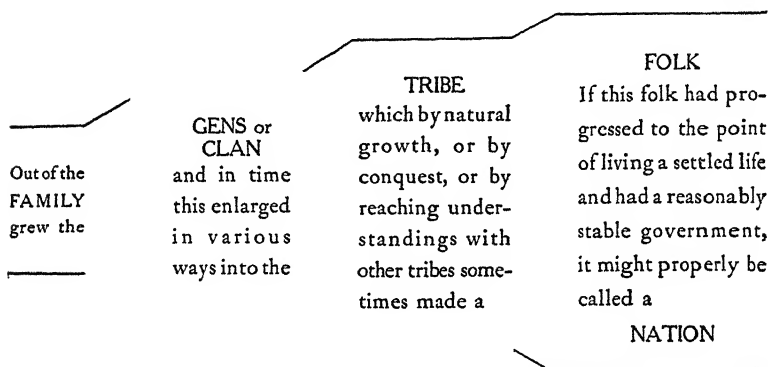 Out of the
FAMILY
grew the
GENS or
CLAN
and in time
this enlarged
in various
ways into the
TRIBE
which by natural
growth, or by
conquest, or by
reaching under-
standings with
other tribes some-
times made a
FOLK
If this folk had pro-
gressed to the point
of living a settled life
and had a reasonably
stable government,
it might properly be
called a
NATION